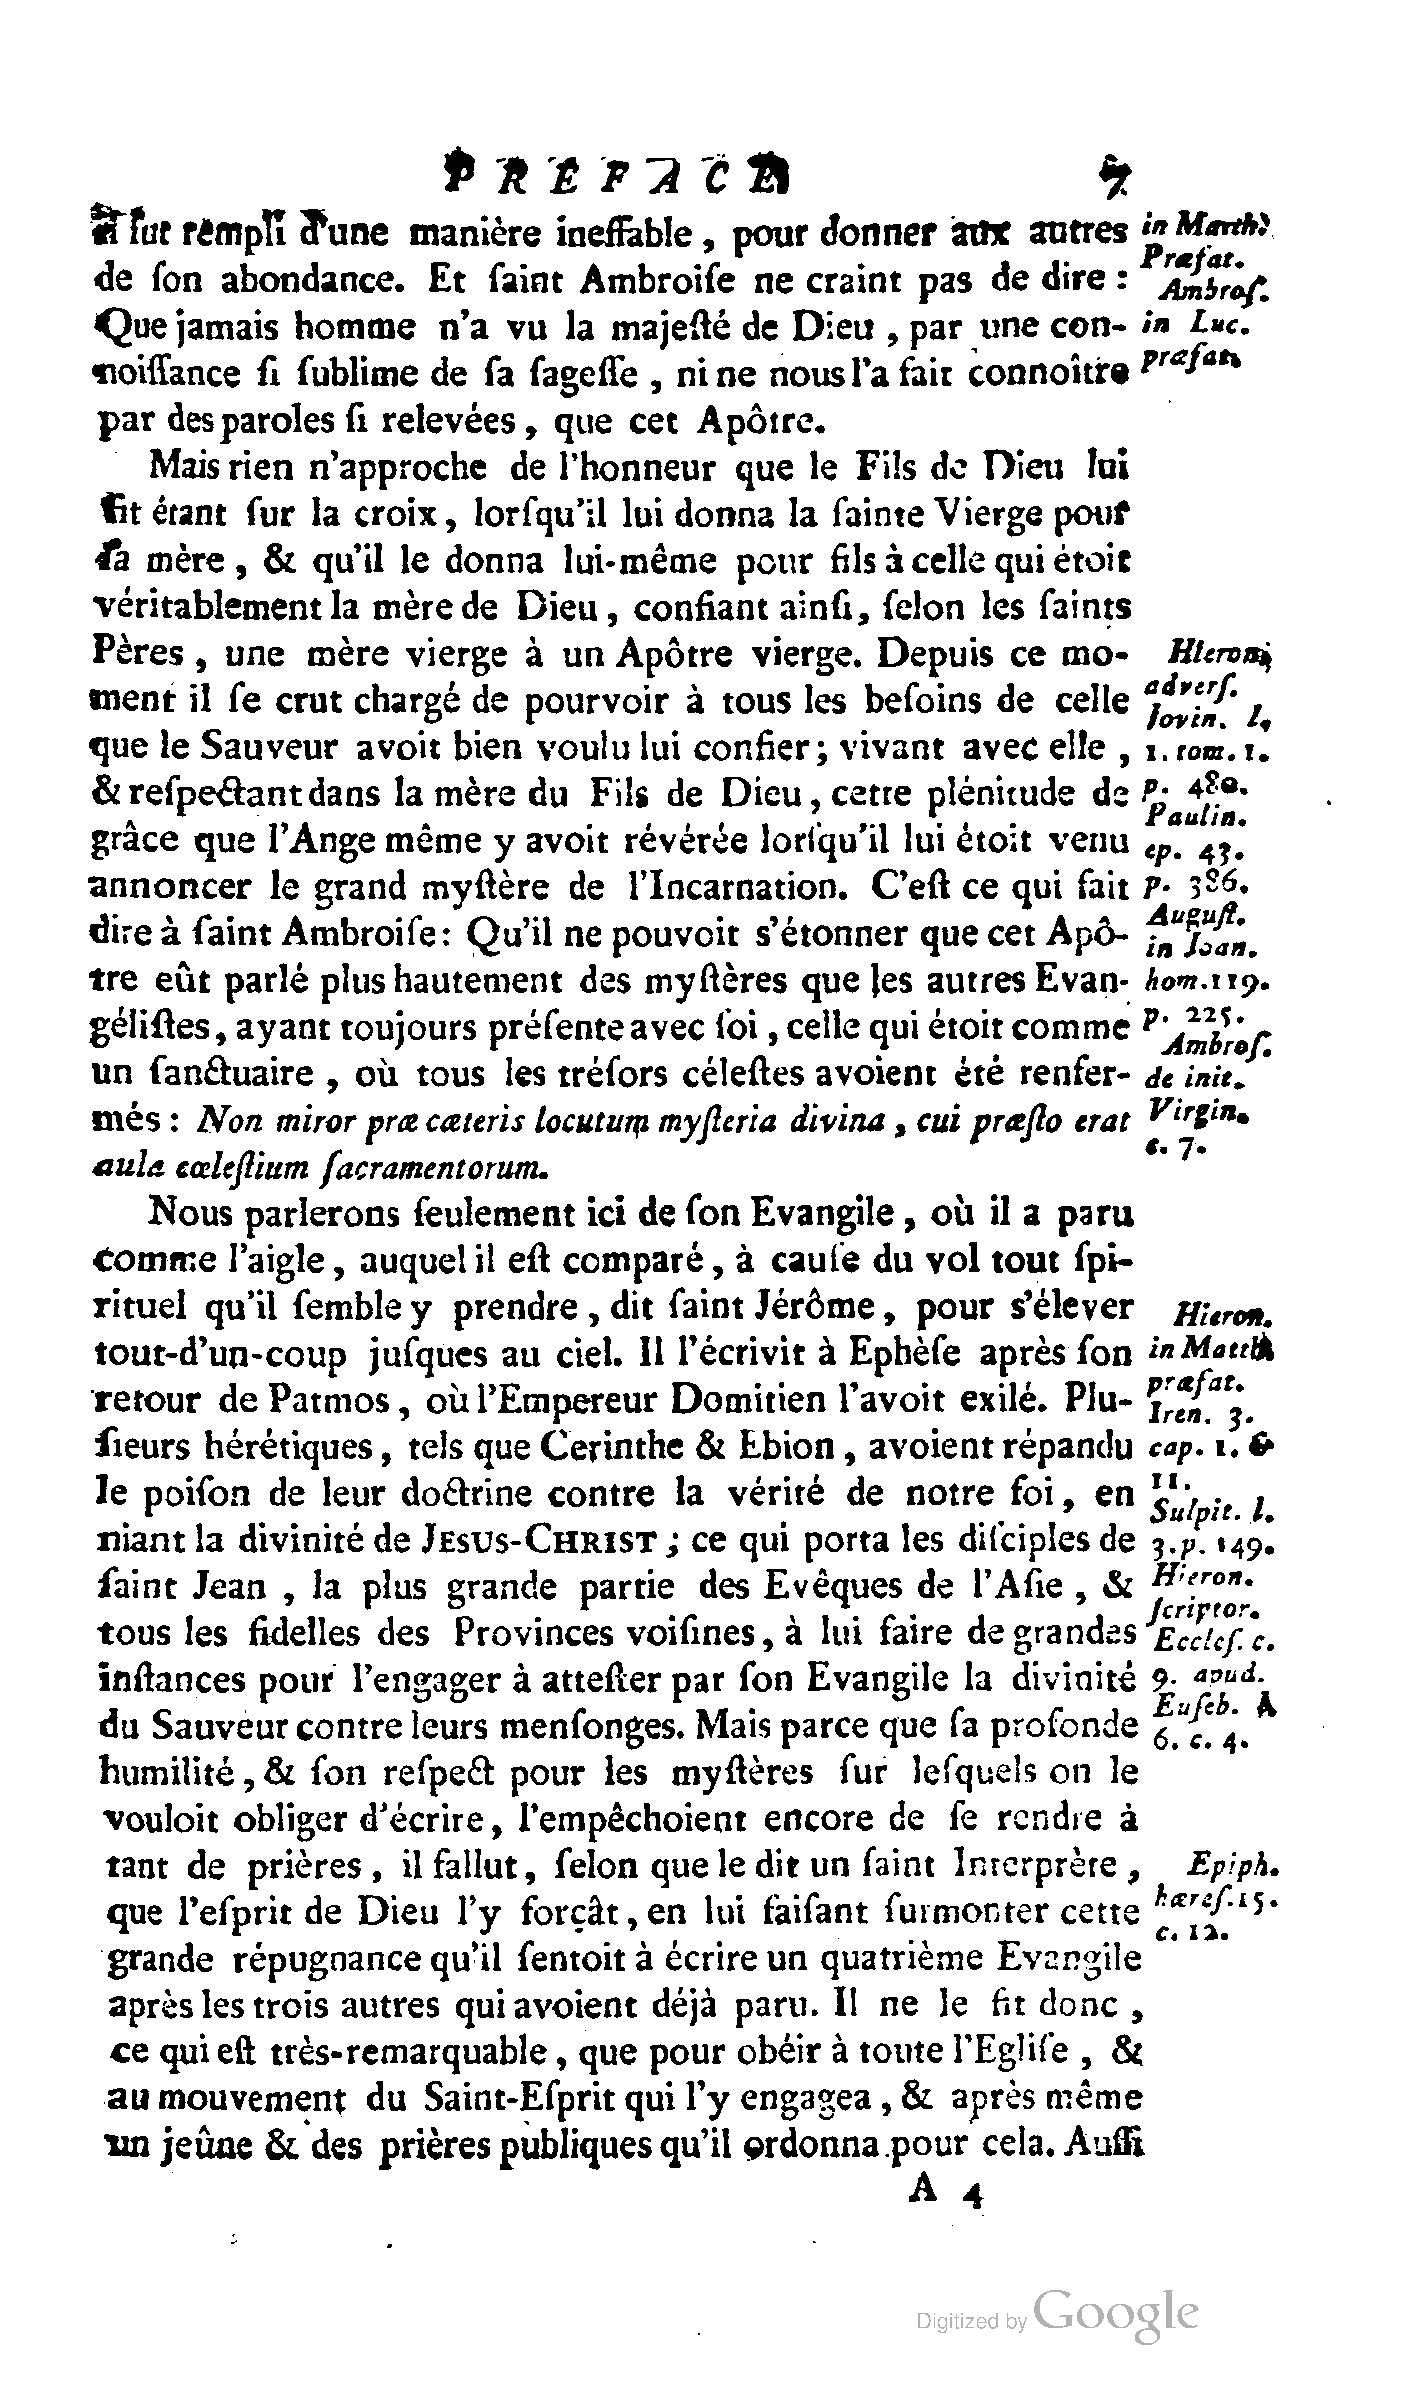 PREFACE 7
il fut rempli d'une manière ineffable, pour donner aux autres
de ſon abondance. Et ſaint Ambroiſe ne craint pas de dire :
Que jamais homme n'a vu la majeſté de Dieu, par une con-
noiſſance ſi ſublime de ſa ſageſſe, ni ne nous l'a fait connoître
par des paroles ſi relevées, que cet Apôtre.
in Matth.
Præfat.
Ambroſ.
in Luc.
præfat.
Mais rien n'approche de l'honneur que le Fils de Dieu lui
fit étant ſur la croix, lorſqu'il lui donna la ſainte Vierge pour
ſa mère, & qu'il le donna lui-même pour fils à celle qui étoit
véritablement la mère de Dieu, confiant ainſi, ſelon les ſaints
Pères, une mère vierge à un Apôtre vierge. Depuis ce mo-
ment il ſe crut chargé de pourvoir à tous les beſoins de celle
que le Sauveur avoit bien voulu lui confier ; vivant avec elle,
& reſpectant dans la mère du Fils de Dieu, cette plénitude de
grâce que l'Ange même y avoit révérée lorſqu'il lui étoit venu
annoncer le grand myſtère de l'Incarnation. C'eſt ce qui fait
dire à ſaint Ambroiſe : Qu'il ne pouvoit s'étonner que cet Apô-
tre eût parlé plus hautement des myſtères que les autres Evan-
géliſtes, ayant toujours préſente avec ſoi, celle qui étoit comme
un ſanctuaire, où tous les tréſors céleſtes avoient été renfer-
més : Non miror præ cæteris locutum myſteria divina, cui præſto erat
aula cœleſtium ſacramentorum.
Hieron.
adverſ.
Jovin. l.
1. tom. 1.
p. 480.
Paulin.
ep. 43.
p. 386.
Auguſt.
in Joan.
hom. 119.
p. 225.
Ambroſ.
de init.
Virgin.
c. 7.
Nous parlerons ſeulement ici de ſon Evangile, où il a paru
comme l'aigle, auquel il eſt comparé, à cauſe du vol tout ſpi-
rituel qu'il ſemble y prendre, dit ſaint Jérôme, pour s'élever
tout-d'un-coup juſques au ciel. Il l'écrivit à Ephèſe après ſon
retour de Patmos, où l'Empereur Domitien l'avoit exilé. Plu-
ſieurs hérétiques, tels que Cerinthe & Ebion, avoient répandu
le poiſon de leur doctrine contre la vérité de notre foi, en
niant la divinité de JESUS-CHRIST ; ce qui porta les diſciples de
ſaint Jean, la plus grande partie des Evêques de l'Aſie, &
tous les fidelles des Provinces voiſines, à lui faire de grandes
inſtances pour l'engager à atteſter par ſon Evangile la divinité
du Sauveur contre leurs menſonges. Mais parce que ſa profonde
humilité, & ſon reſpect pour les myſtères ſur leſquels on le
vouloit obliger d'écrire, l'empêchoient encore de ſe rendre à
tant de prières, il fallut, ſelon que le dit un ſaint Interprète,
que l'eſprit de Dieu l'y forçât, en lui faiſant ſurmonter cette
grande répugnance qu'il ſentoit à écrire un quatrième Evangile
après les trois autres qui avoient déjà paru. Il ne le fit donc,
ce qui eſt très-remarquable, que pour obéir à toute l'Egliſe, &
au mouvement du Saint-Eſprit qui l'y engagea, & après même
un jeûne & des prières publiques qu'il ordonna pour cela. Auſſi
Hieron.
in Matth.
præfat.
Iren. 3.
cap. 1. &
11.
Sulpit. l.
3. p. 149.
Hieron.
ſcriptor.
Eccleſ. c.
9. apud.
Euſeb.
6. c. 4.
Epiph.
hæreſ. 15.
c. 12.
A 4
Digitized by Google